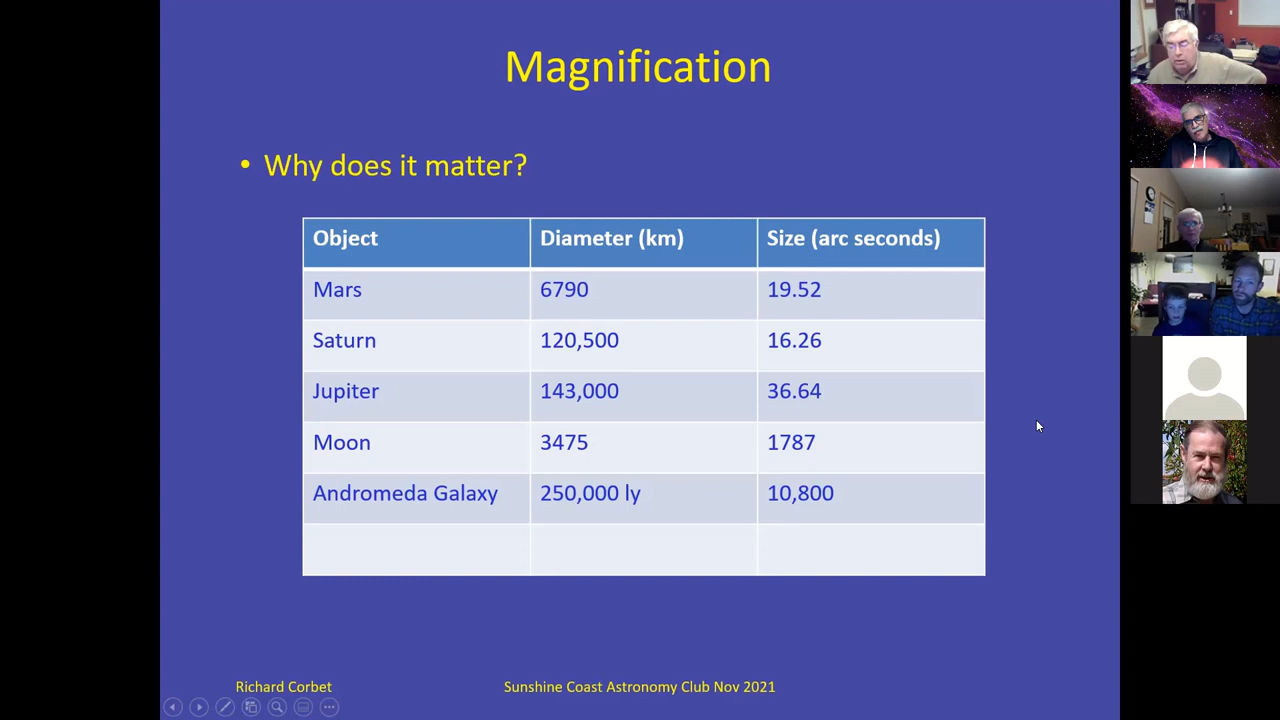 Magnification
• Why does it matter?
Object Diameter (km) Size (arc seconds)
Mars 6790 19.52
Saturn 120,500 16.26
Jupiter 143,000 36.64
Moon 3475 1787
Andromeda Galaxy 250,000 ly 10,800
Richard Corbet Sunshine Coast Astronomy Club Nov 2021